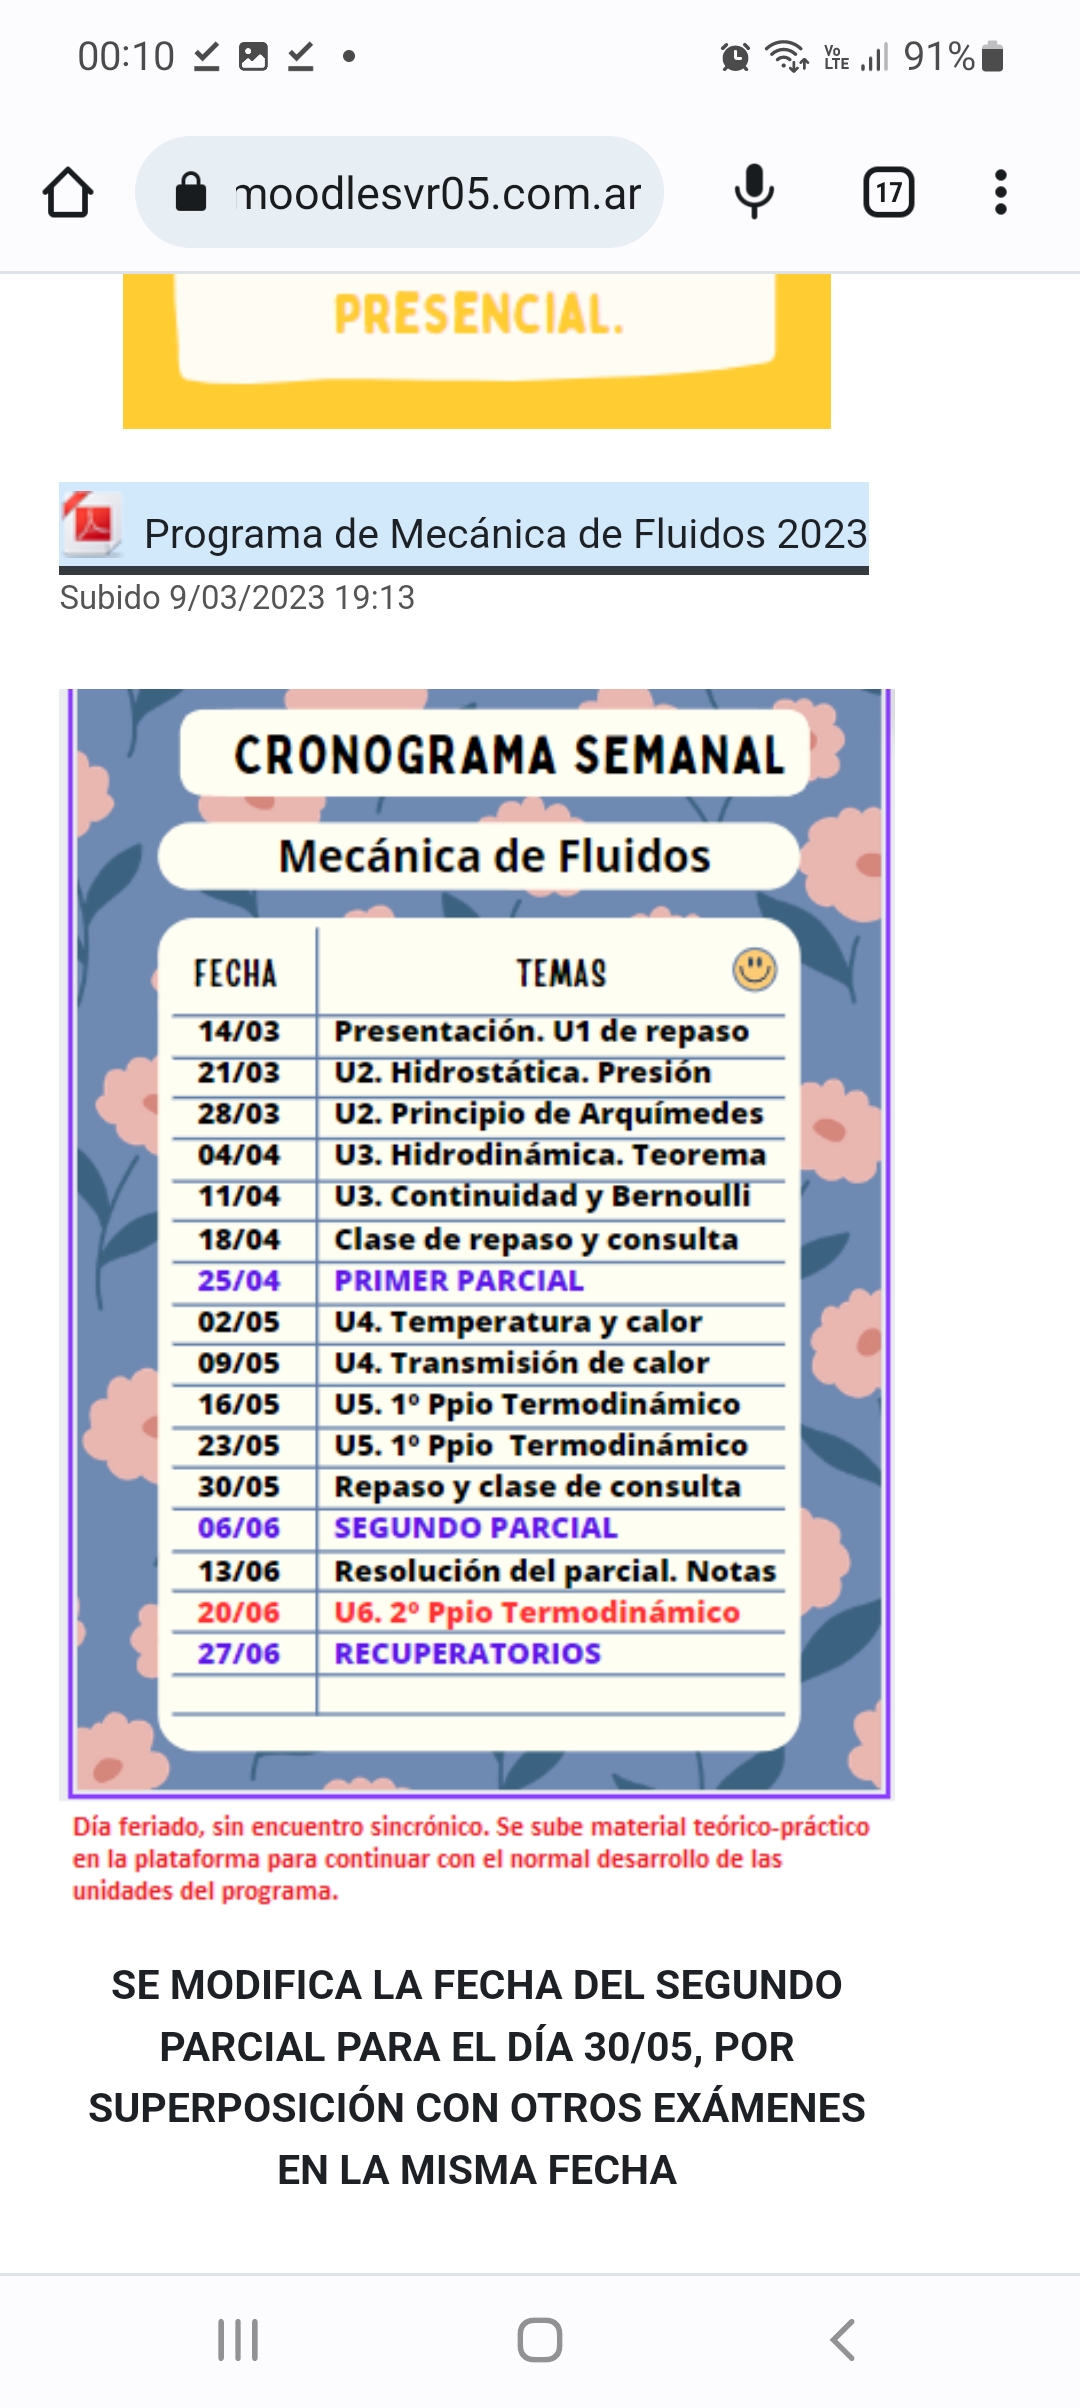 00:10
Vo LTE 91%
moodlesvr05.com.ar
17
PRESENCIAL.
Programa de Mecánica de Fluidos 2023
Subido 9/03/2023 19:13
CRONOGRAMA SEMANAL
Mecánica de Fluidos
FECHA TEMAS
14/03 Presentación. U1 de repaso
21/03 U2. Hidrostática. Presión
28/03 U2. Principio de Arquímedes
04/04 U3. Hidrodinámica. Teorema
11/04 U3. Continuidad y Bernoulli
18/04 Clase de repaso y consulta
25/04 PRIMER PARCIAL
02/05 U4. Temperatura y calor
09/05 U4. Transmisión de calor
16/05 U5. 1º Ppio Termodinámico
23/05 U5. 1º Ppio Termodinámico
30/05 Repaso y clase de consulta
06/06 SEGUNDO PARCIAL
13/06 Resolución del parcial. Notas
20/06 U6. 2º Ppio Termodinámico
27/06 RECUPERATORIOS
Día feriado, sin encuentro sincrónico. Se sube material teórico-práctico
en la plataforma para continuar con el normal desarrollo de las
unidades del programa.
SE MODIFICA LA FECHA DEL SEGUNDO
PARCIAL PARA EL DÍA 30/05, POR
SUPERPOSICIÓN CON OTROS EXÁMENES
EN LA MISMA FECHA